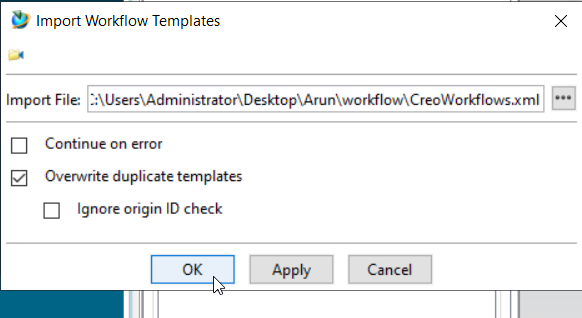 Import Workflow Templates
Import File: C:\Users\Administrator\Desktop\Arun\workflow\CreoWorkflows.xml
Continue on error
Overwrite duplicate templates
Ignore origin ID check
OK Apply Cancel